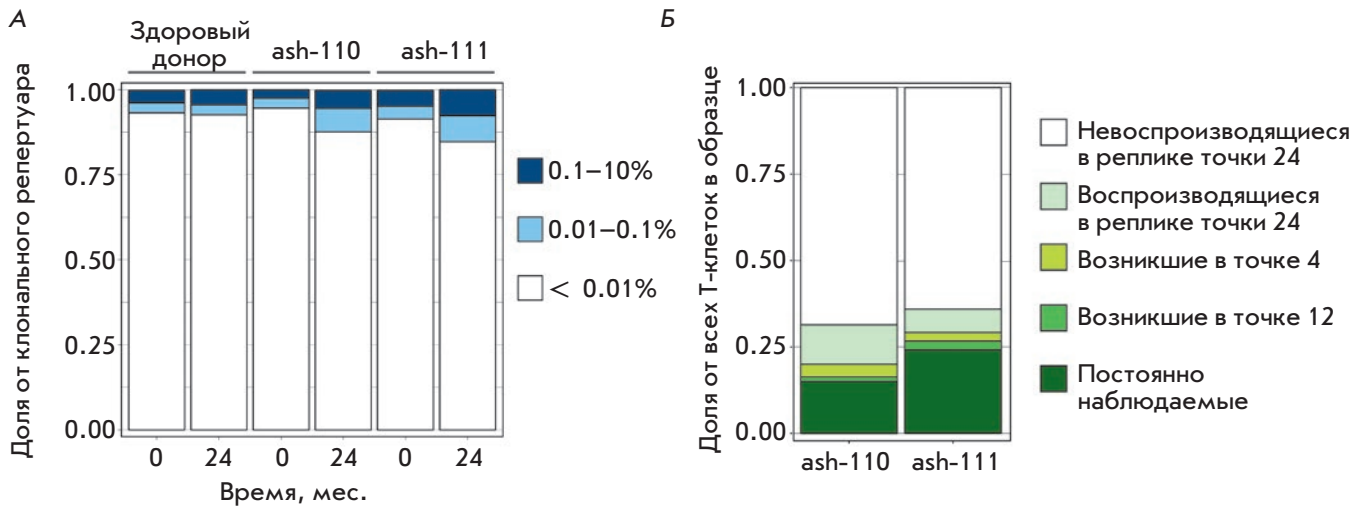 А
Здоровый
донор
ash-110
ash-111
Доля от клонального репертуара
1.00
0.75
0.50
0.25
0.00
0
24
0
24
0
24
Время, мес.
0.1–10%
0.01–0.1%
< 0.01%
Б
Доля от всех Т-клеток в образце
1.00
0.75
0.50
0.25
0.00
ash-110
ash-111
Невоспроизводящиеся
в реплике точки 24
Воспроизводящиеся
в реплике точки 24
Возникшие в точке 4
Возникшие в точке 12
Постоянно
наблюдаемые